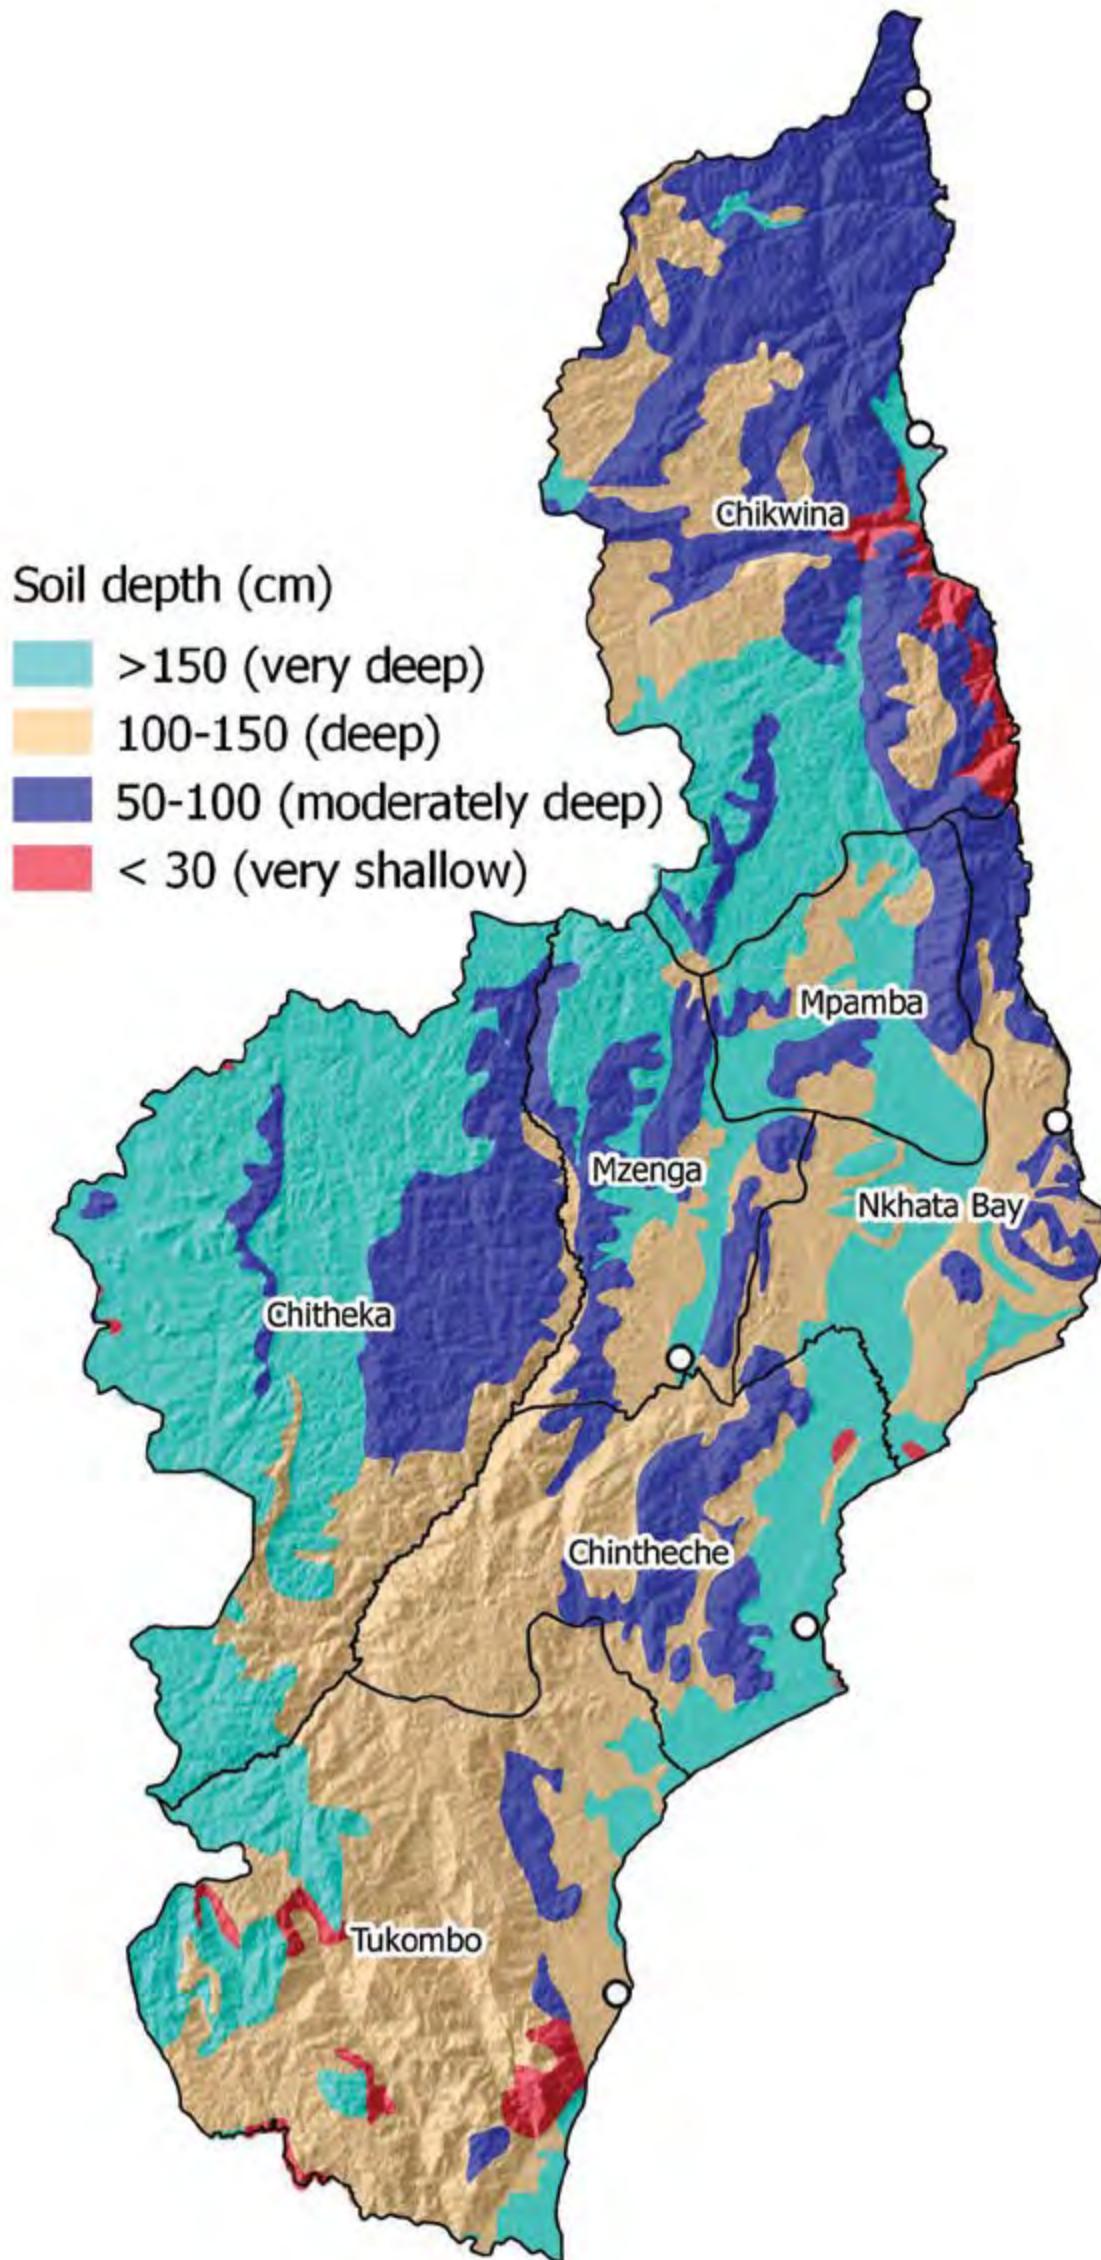 Chikwina
Soil depth (cm)
>150 (very deep)
100-150 (deep)
50-100 (moderately deep)
< 30 (very shallow)
Mpamba
Mzenga
Nkhata Bay
Chitheka
Chintheche
Tukombo